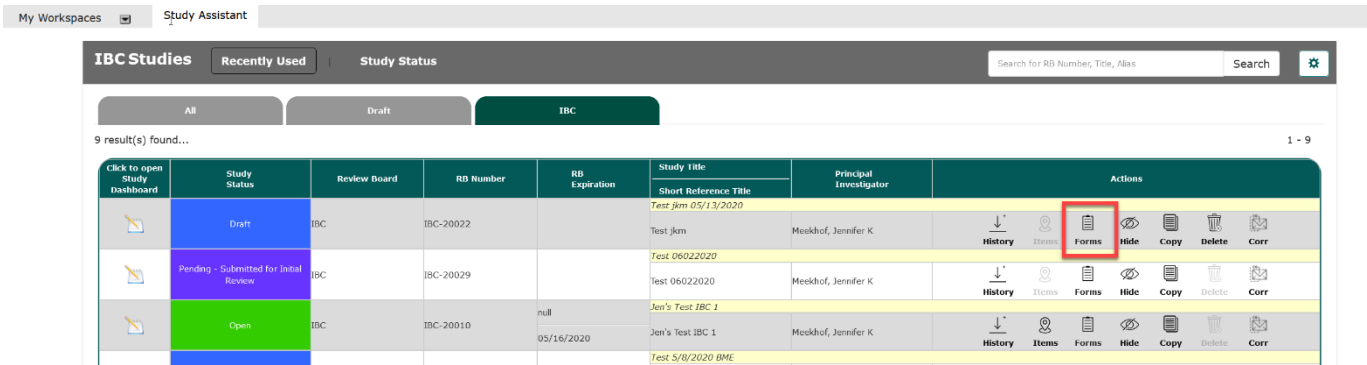 My Workspaces Study Assistant
IBC Studies Recently Used | Study Status Search for RB Number, Title, Alias Search
All Draft IBC
9 result(s) found... 1 - 9
Click to open Study Dashboard Study Status Review Board RB Number RB Expiration Study Title Short Reference Title Principal Investigator Actions
Test jkm 05/13/2020
Draft IBC IBC-20022 Test jkm Meekhof, Jennifer K History Items Forms Hide Copy Delete Corr
Test 06022020
Pending - Submitted for Initial Review IBC IBC-20029 Test 06022020 Meekhof, Jennifer K History Items Forms Hide Copy Delete Corr
null Jen's Test IBC 1
Open IBC IBC-20010 05/16/2020 Jen's Test IBC 1 Meekhof, Jennifer K History Items Forms Hide Copy Delete Corr
Test 5/8/2020 BME